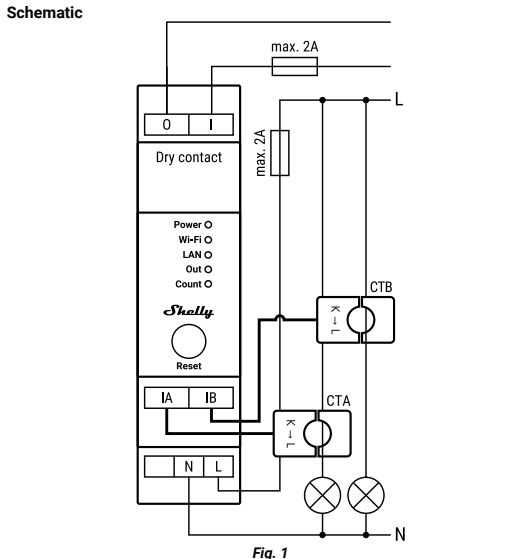 Schematic
max. 2A
L
O I
max. 2A
Dry contact
Power
Wi-Fi
LAN
Out
Count
Shelly
Reset
CTB
K → L
IA IB
CTA
K → L
N L
N
Fig. 1